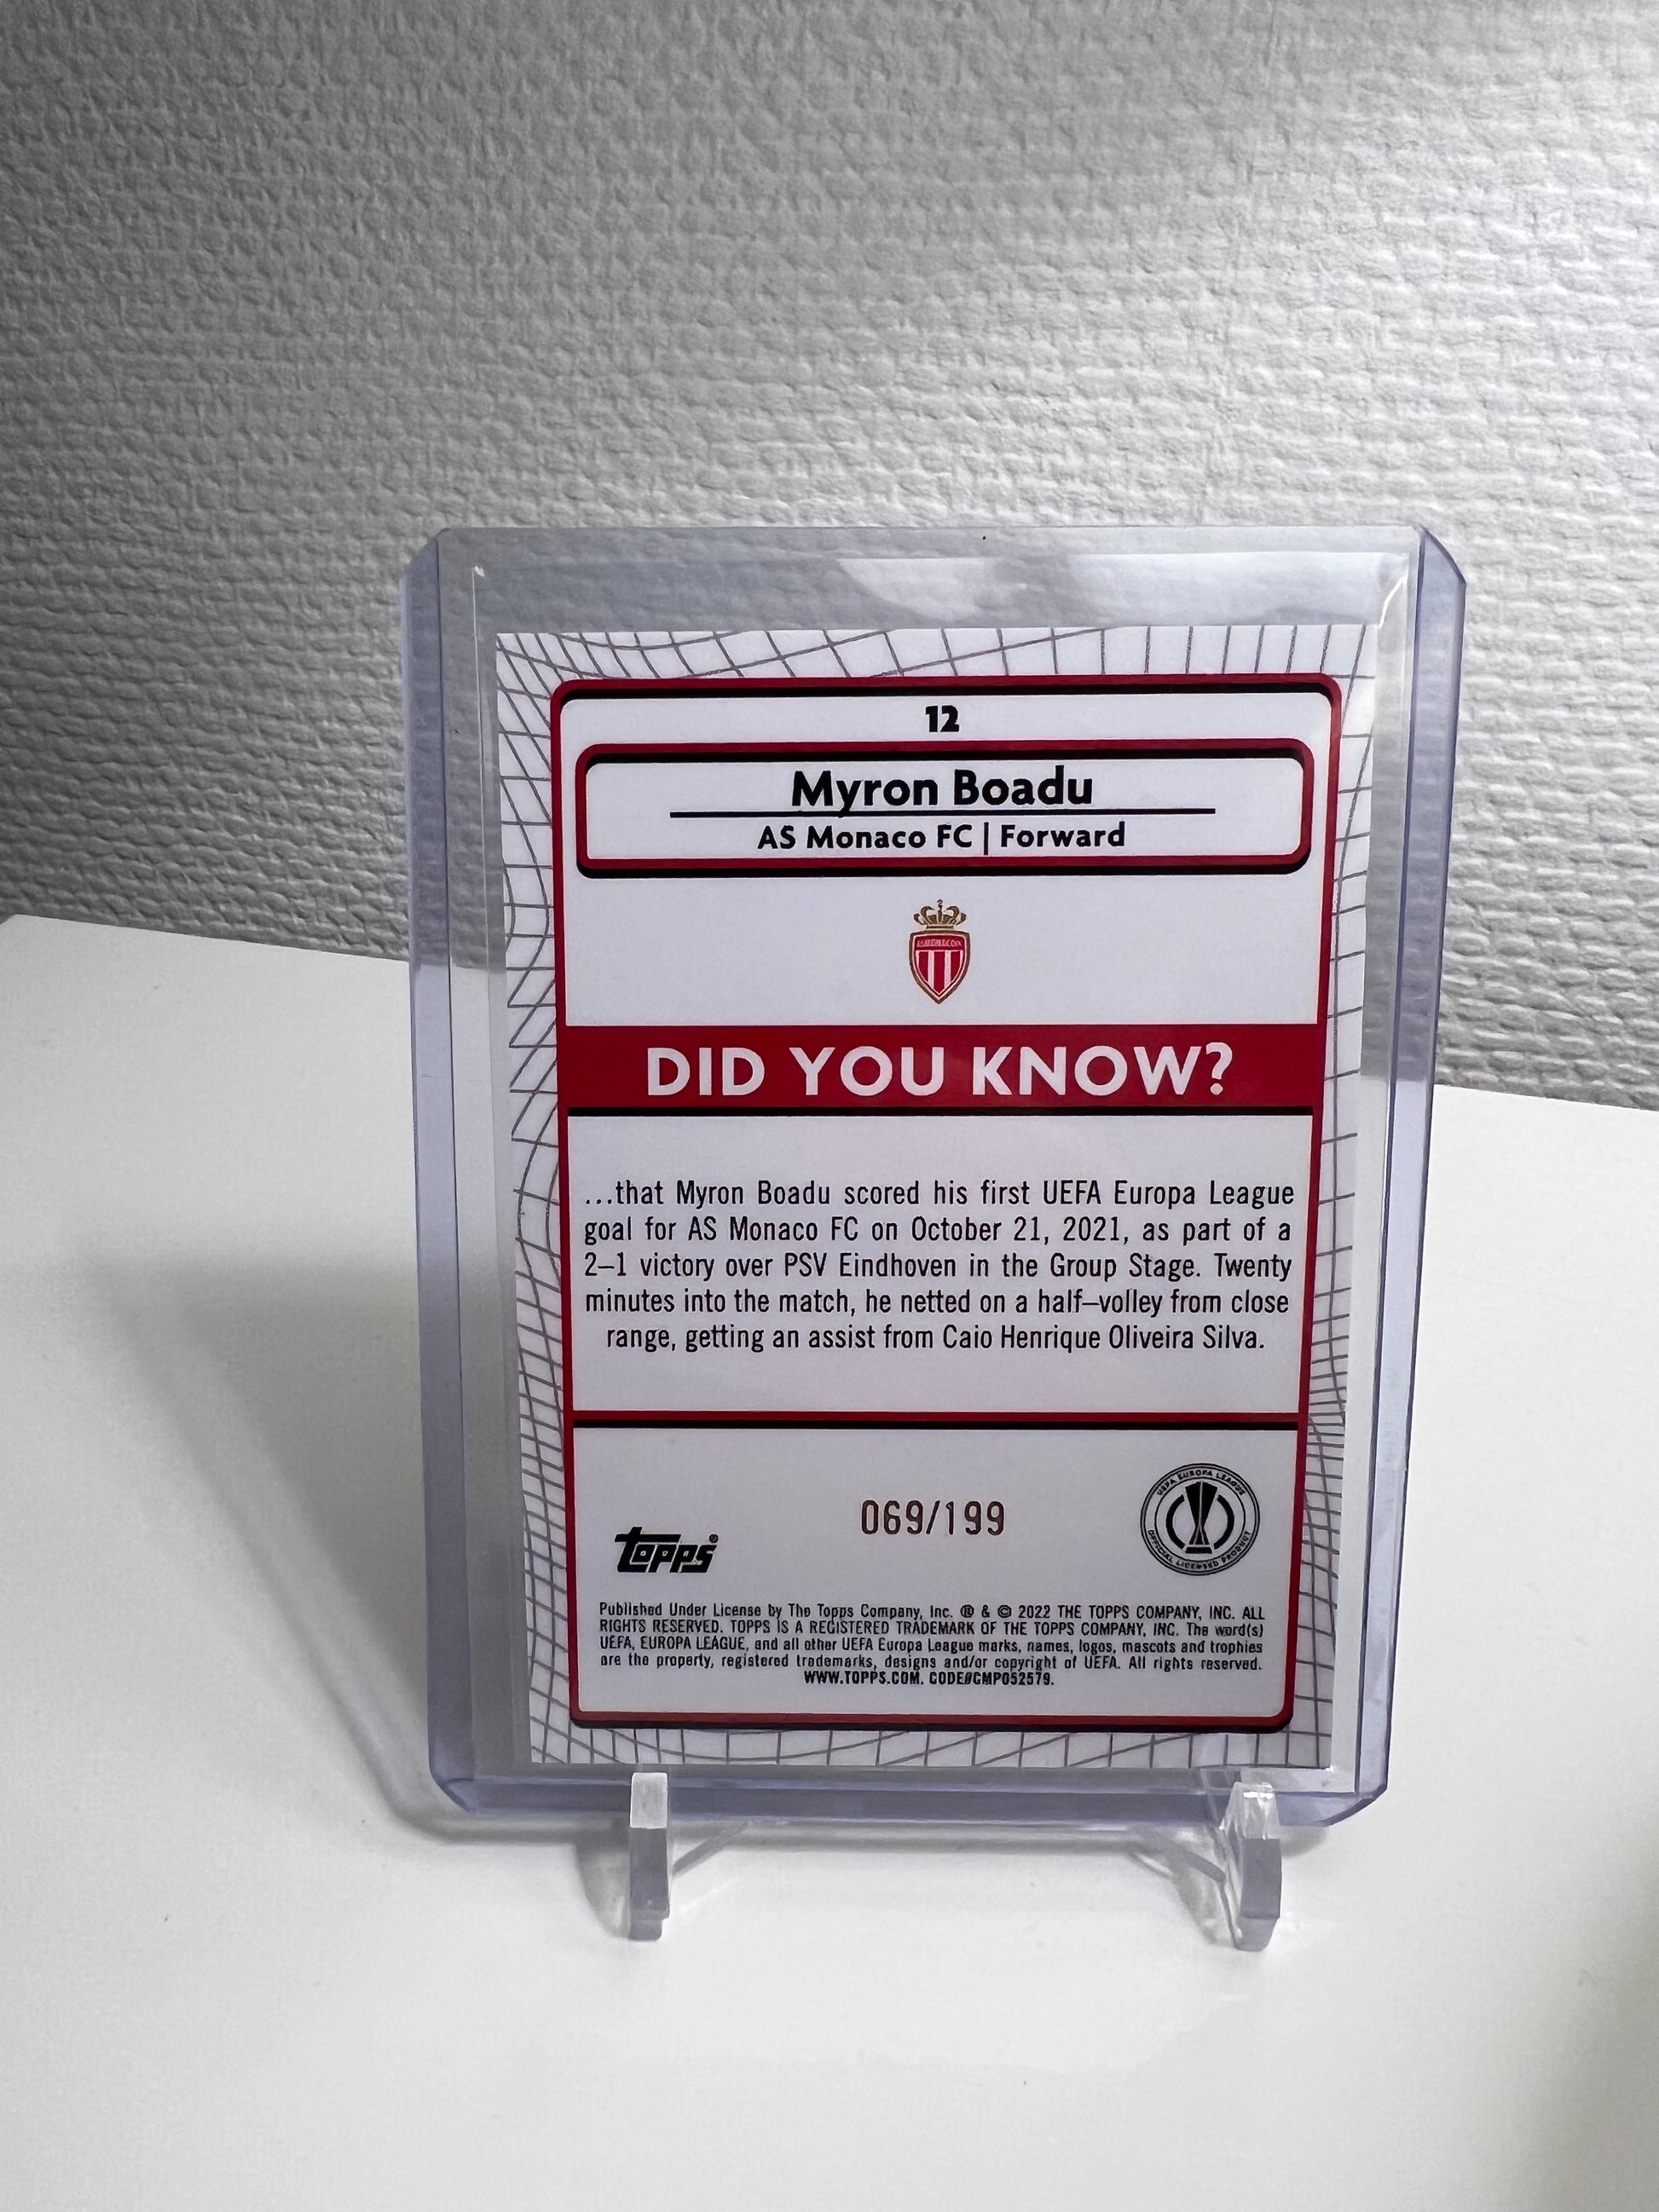 12
Myron Boadu
AS Monaco FC | Forward
DID YOU KNOW?
...that Myron Boadu scored his first UEFA Europa League
goal for AS Monaco FC on October 21, 2021, as part of a
2–1 victory over PSV Eindhoven in the Group Stage. Twenty
minutes into the match, he netted on a half–volley from close
range, getting an assist from Caio Henrique Oliveira Silva.
069/199
topps®
UEFA EUROPA LEAGUE
OFFICIAL LICENSED PRODUCT
Published Under License by The Topps Company, Inc. ® & © 2022 THE TOPPS COMPANY, INC. ALL
RIGHTS RESERVED. TOPPS IS A REGISTERED TRADEMARK OF THE TOPPS COMPANY, INC. The word(s)
UEFA, EUROPA LEAGUE, and all other UEFA Europa League marks, names, logos, mascots and trophies
are the property, registered trademarks, designs and/or copyright of UEFA. All rights reserved.
WWW.TOPPS.COM. CODE#CMP052579.